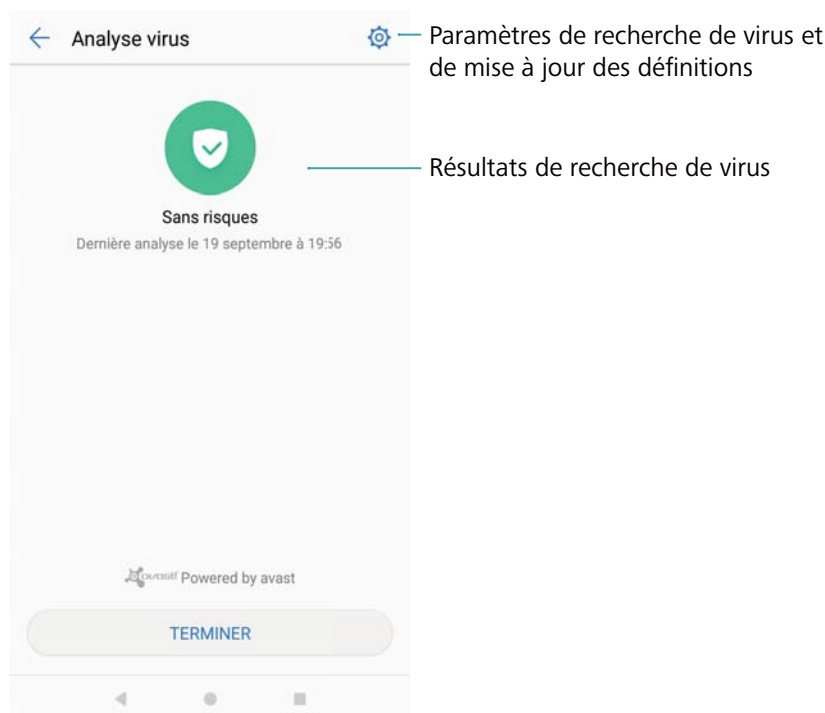 Analyse virus
Paramètres de recherche de virus et
de mise à jour des définitions
Résultats de recherche de virus
Sans risques
Dernière analyse le 19 septembre à 19:56
avast! Powered by avast
TERMINER